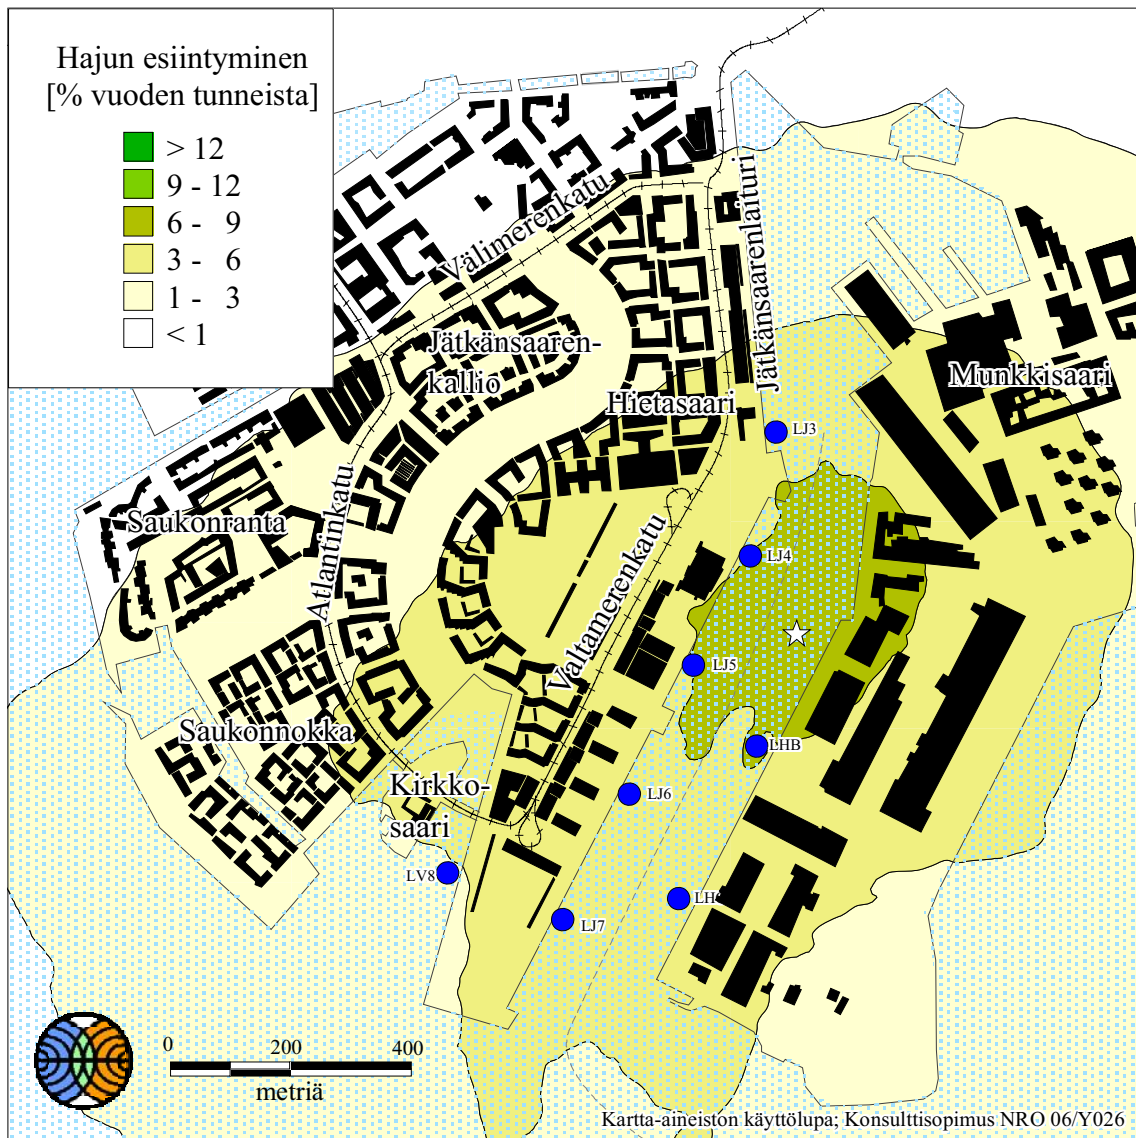 Hajun esiintyminen
[% vuoden tunneista]
> 12
9 - 12
6 - 9
3 - 6
1 - 3
< 1
Välimerenkatu
Jätkänsaarenlaituri
Jätkänsaaren-
kallio
Hietasaari
Munkkisaari
LJ3
Saukonranta
Atlantinkatu
Valtamerenkatu
LJ4
LJ5
Saukonnokka
LHB
Kirkko-
saari
LJ6
LV8
LH
LJ7
0 200 400
metriä
Kartta-aineiston käyttölupa; Konsulttisopimus NRO 06/Y026